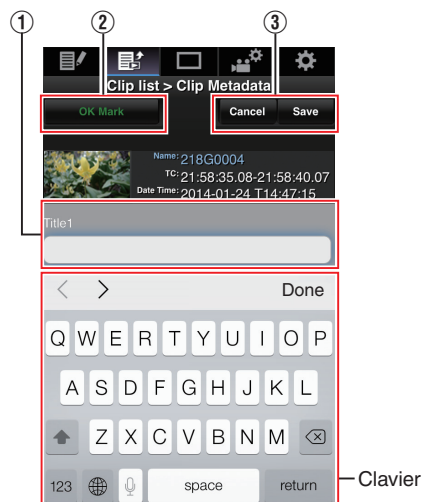 ① ② ③
Clip list > Clip Metadata
OK Mark Cancel Save
Name: 218G0004
TC: 21:58:35.08-21:58:40.07
Date Time: 2014-01-24 T14:47:15
Title1
< > Done
Q W E R T Y U I O P
A S D F G H J K L
Z X C V B N M
123 space return
Clavier